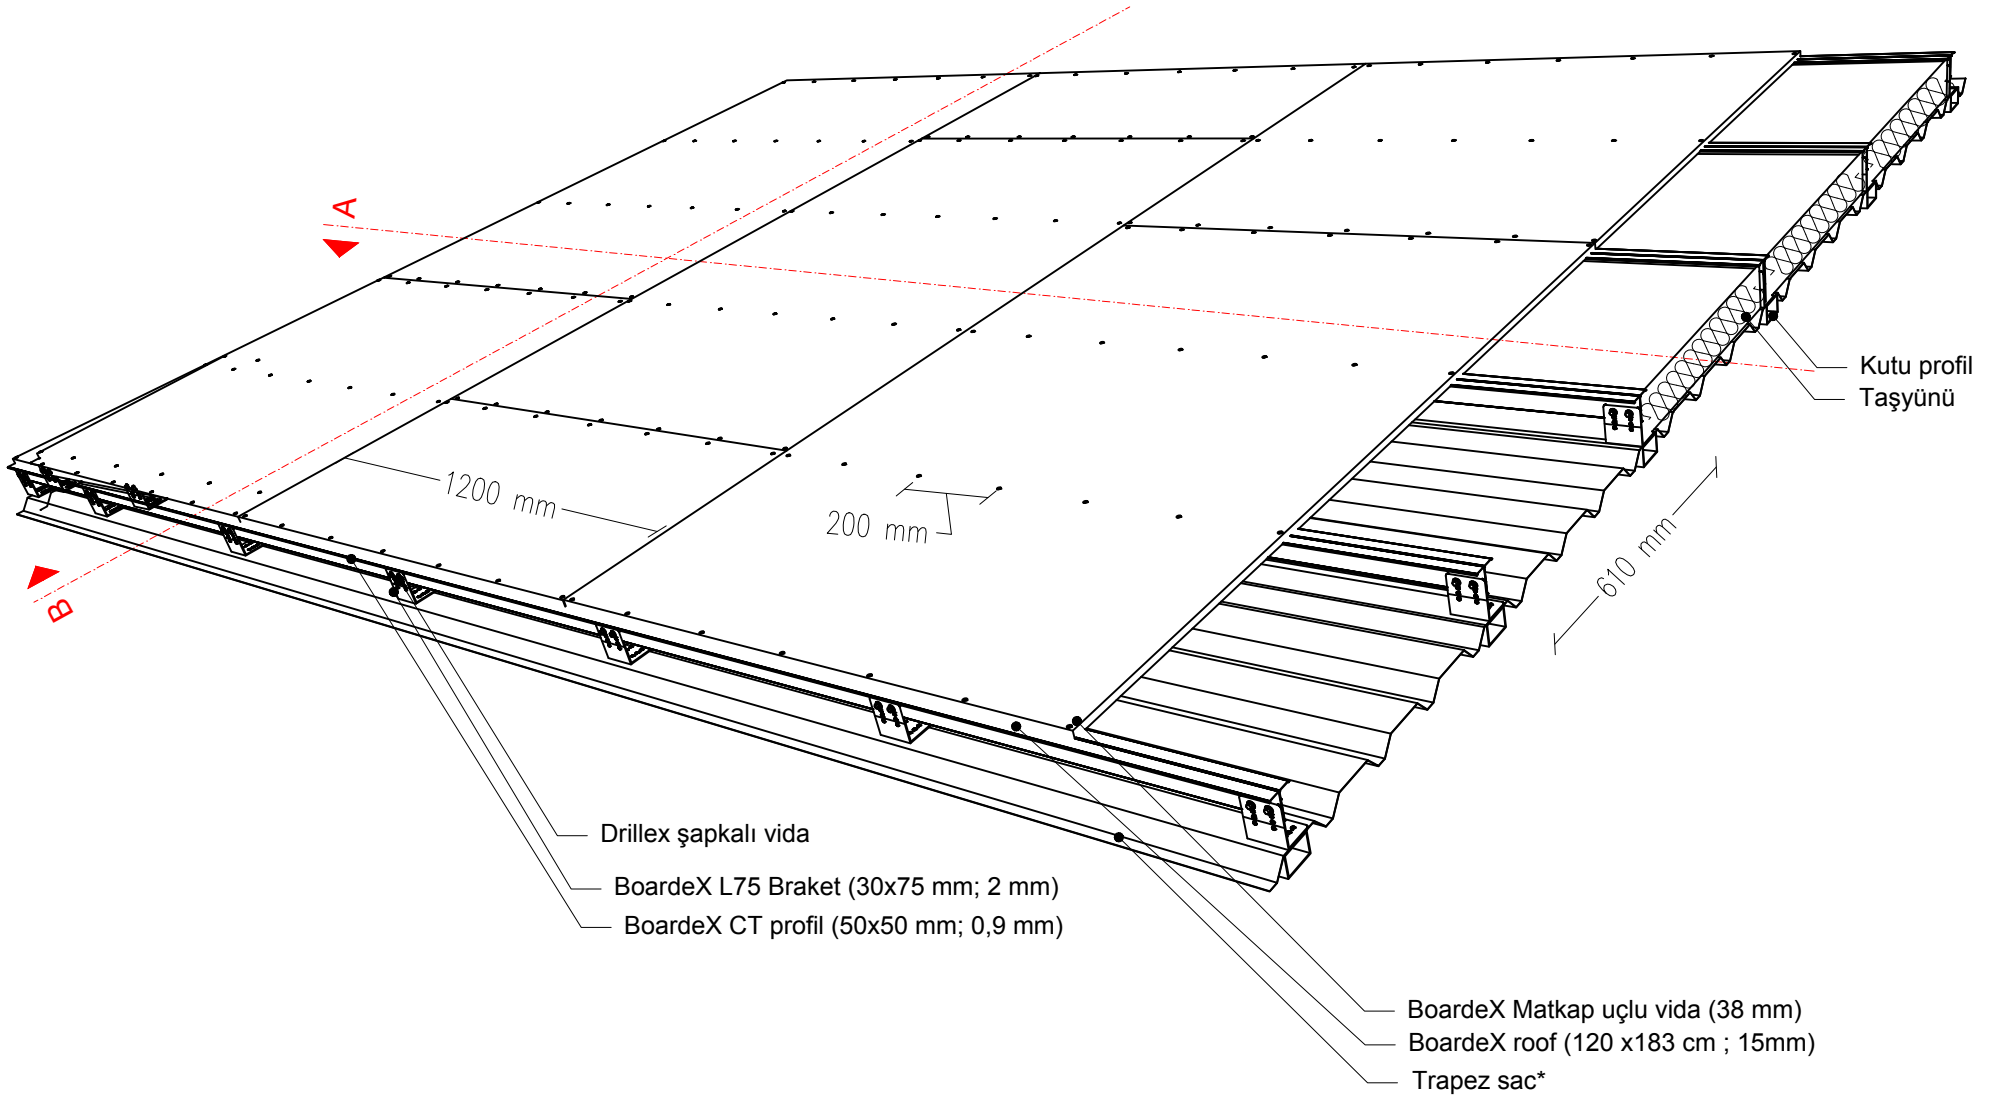 A
Kutu profil
Taşyünü
1200 mm
200 mm
610 mm
B
Drillex şapkalı vida
BoardeX L75 Braket (30x75 mm; 2 mm)
BoardeX CT profil (50x50 mm; 0,9 mm)
BoardeX Matkap uçlu vida (38 mm)
BoardeX roof (120 x183 cm ; 15mm)
Trapez sac*